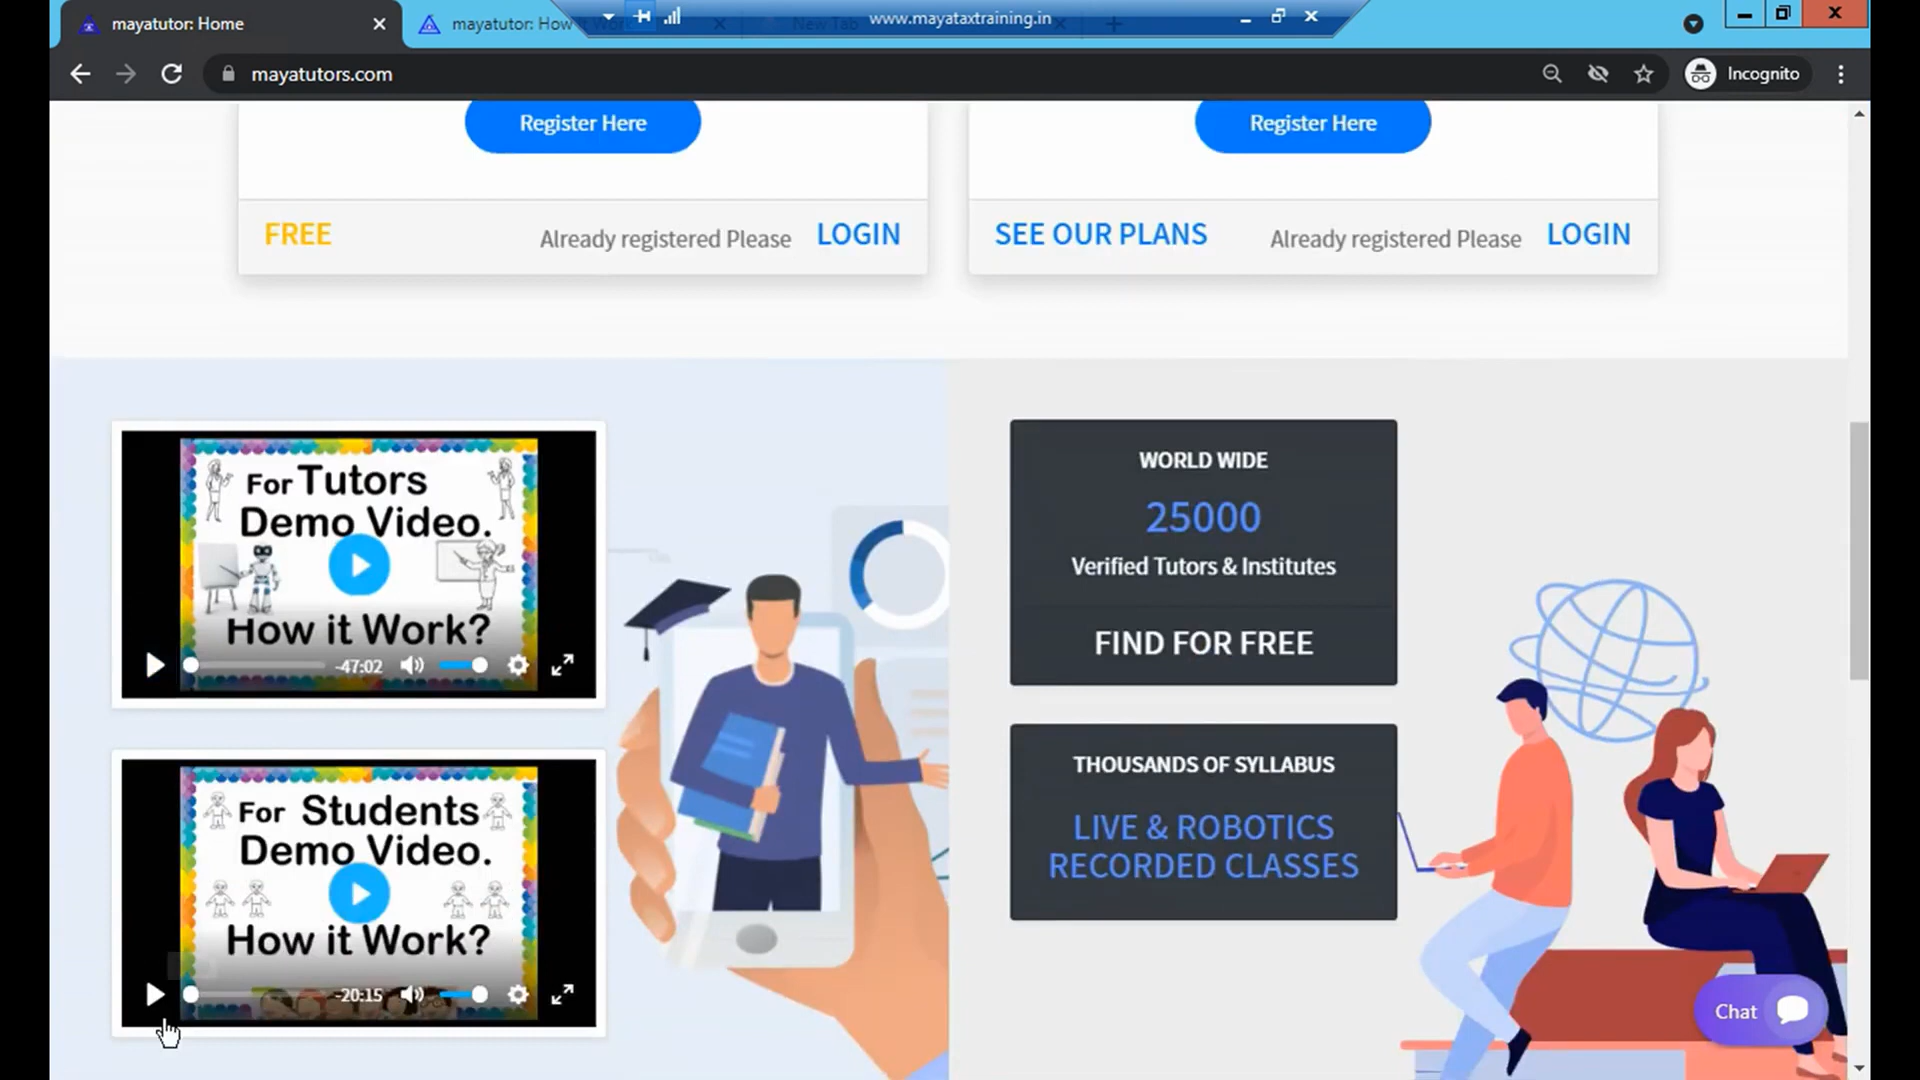 mayatutor: Home
mayatutor: How
New Tab
www.mayataxtraining.in
mayatutors.com
Incognito
Register Here
Register Here
FREE
Already registered Please
LOGIN
SEE OUR PLANS
Already registered Please
LOGIN
For Tutors
Demo Video.
How it Work?
-47:02
For Students
Demo Video.
How it Work?
-20:15
WORLD WIDE
25000
Verified Tutors & Institutes
FIND FOR FREE
THOUSANDS OF SYLLABUS
LIVE & ROBOTICS
RECORDED CLASSES
Chat